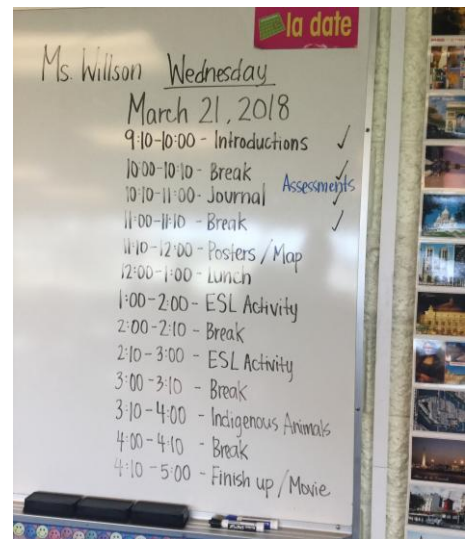 la date
Ms. Willson Wednesday
March 21, 2018
9:10-10:00 - Introductions ✓
10:00-10:10 - Break ✓
Assessments
10:10-11:00 - Journal ✓
11:00-11:10 - Break ✓
11:10-12:00 - Posters / Map
12:00-1:00 - Lunch
1:00-2:00 - ESL Activity
2:00-2:10 - Break
2:10-3:00 - ESL Activity
3:00-3:10 - Break
3:10-4:00 - Indigenous Animals
4:00-4:10 - Break
4:10-5:00 - Finish up / Movie